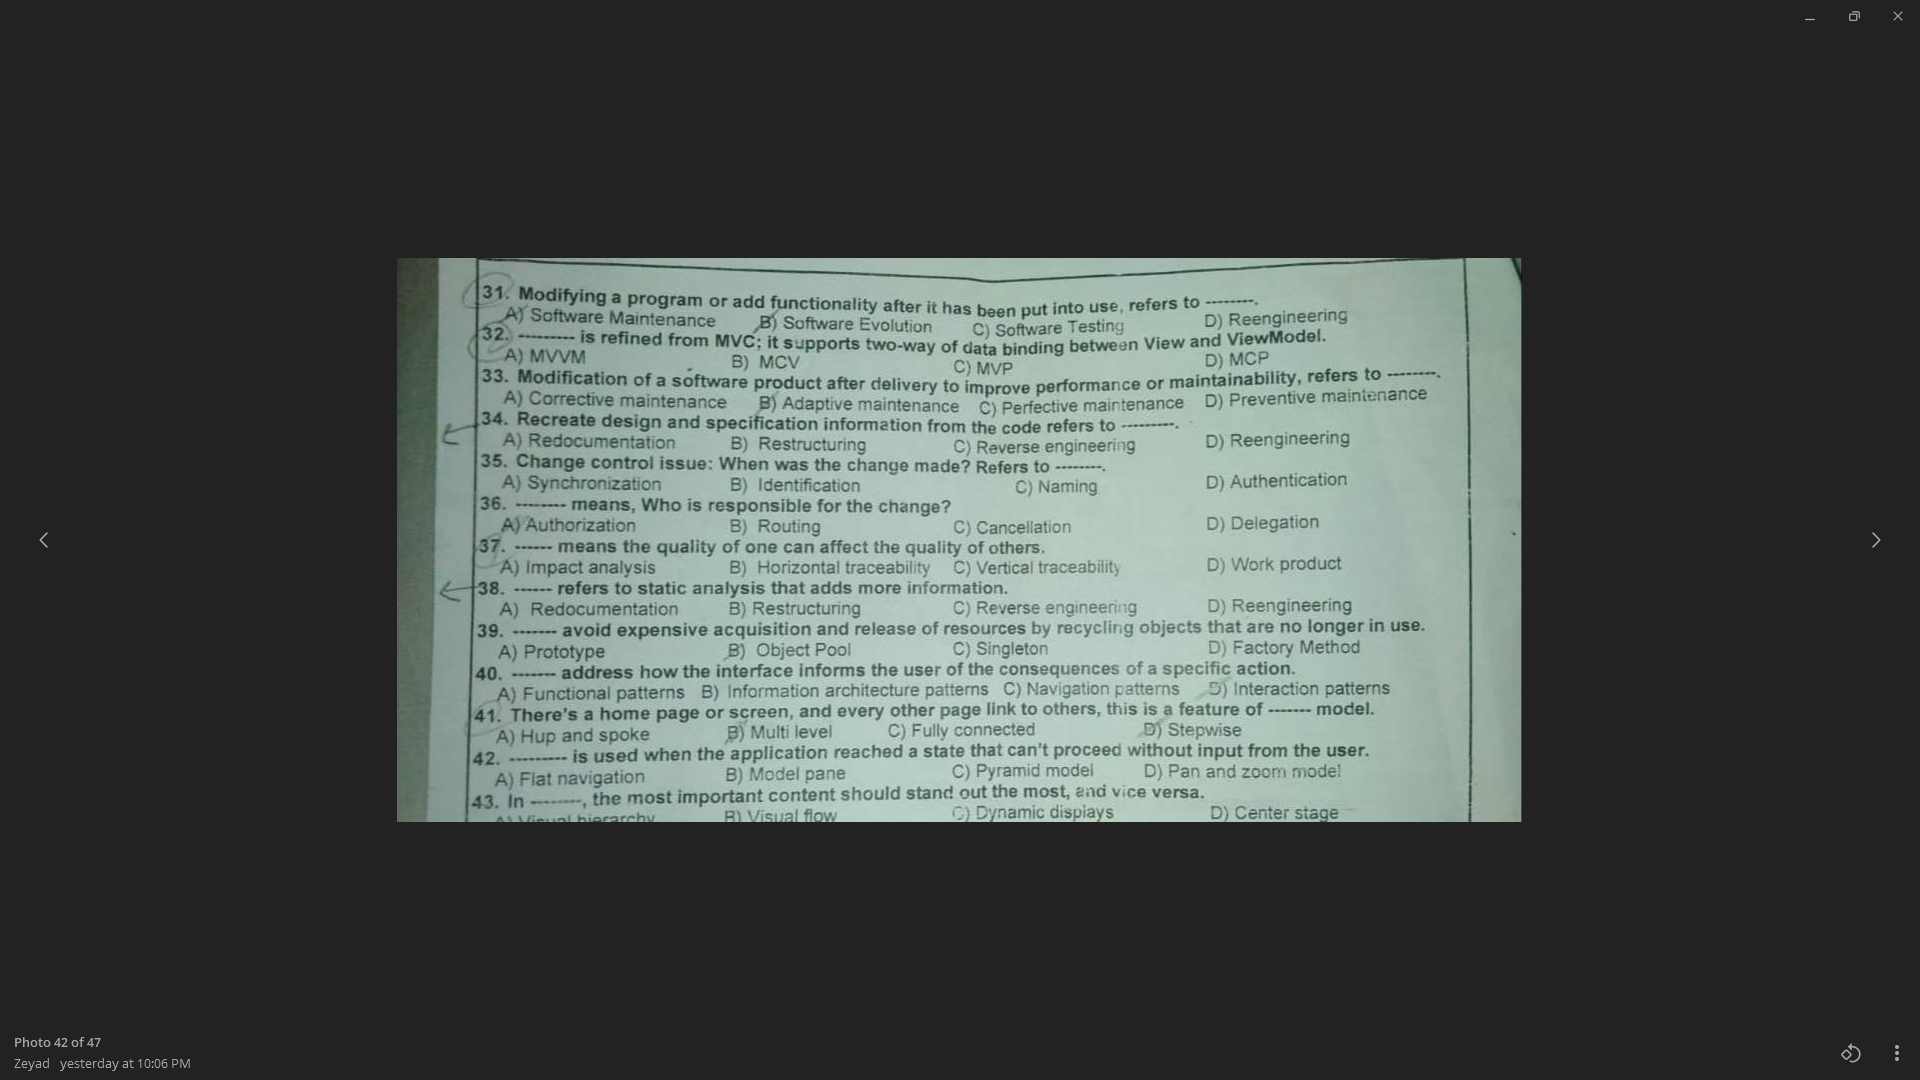 31. Modifying a program or add functionality after it has been put into use, refers to --------.
A) Software Maintenance B) Software Evolution C) Software Testing D) Reengineering
32. --------- is refined from MVC; it supports two-way of data binding between View and ViewModel.
A) MVVM B) MCV C) MVP D) MCP
33. Modification of a software product after delivery to improve performance or maintainability, refers to --------.
A) Corrective maintenance B) Adaptive maintenance C) Perfective maintenance D) Preventive maintenance
34. Recreate design and specification information from the code refers to ---------.
A) Redocumentation B) Restructuring C) Reverse engineering D) Reengineering
35. Change control issue: When was the change made? Refers to --------.
A) Synchronization B) Identification C) Naming D) Authentication
36. -------- means, Who is responsible for the change?
A) Authorization B) Routing C) Cancellation D) Delegation
37. ------ means the quality of one can affect the quality of others.
A) Impact analysis B) Horizontal traceability C) Vertical traceability D) Work product
38. ------ refers to static analysis that adds more information.
A) Redocumentation B) Restructuring C) Reverse engineering D) Reengineering
39. ------- avoid expensive acquisition and release of resources by recycling objects that are no longer in use.
A) Prototype B) Object Pool C) Singleton D) Factory Method
40. ------- address how the interface informs the user of the consequences of a specific action.
A) Functional patterns B) Information architecture patterns C) Navigation patterns D) Interaction patterns
41. There's a home page or screen, and every other page link to others, this is a feature of ------- model.
A) Hup and spoke B) Multi level C) Fully connected D) Stepwise
42. --------- is used when the application reached a state that can't proceed without input from the user.
A) Flat navigation B) Model pane C) Pyramid model D) Pan and zoom model
43. In --------, the most important content should stand out the most, and vice versa.
A) Visual hierarchy B) Visual flow C) Dynamic displays D) Center stage
Photo 42 of 47
Zeyad yesterday at 10:06 PM